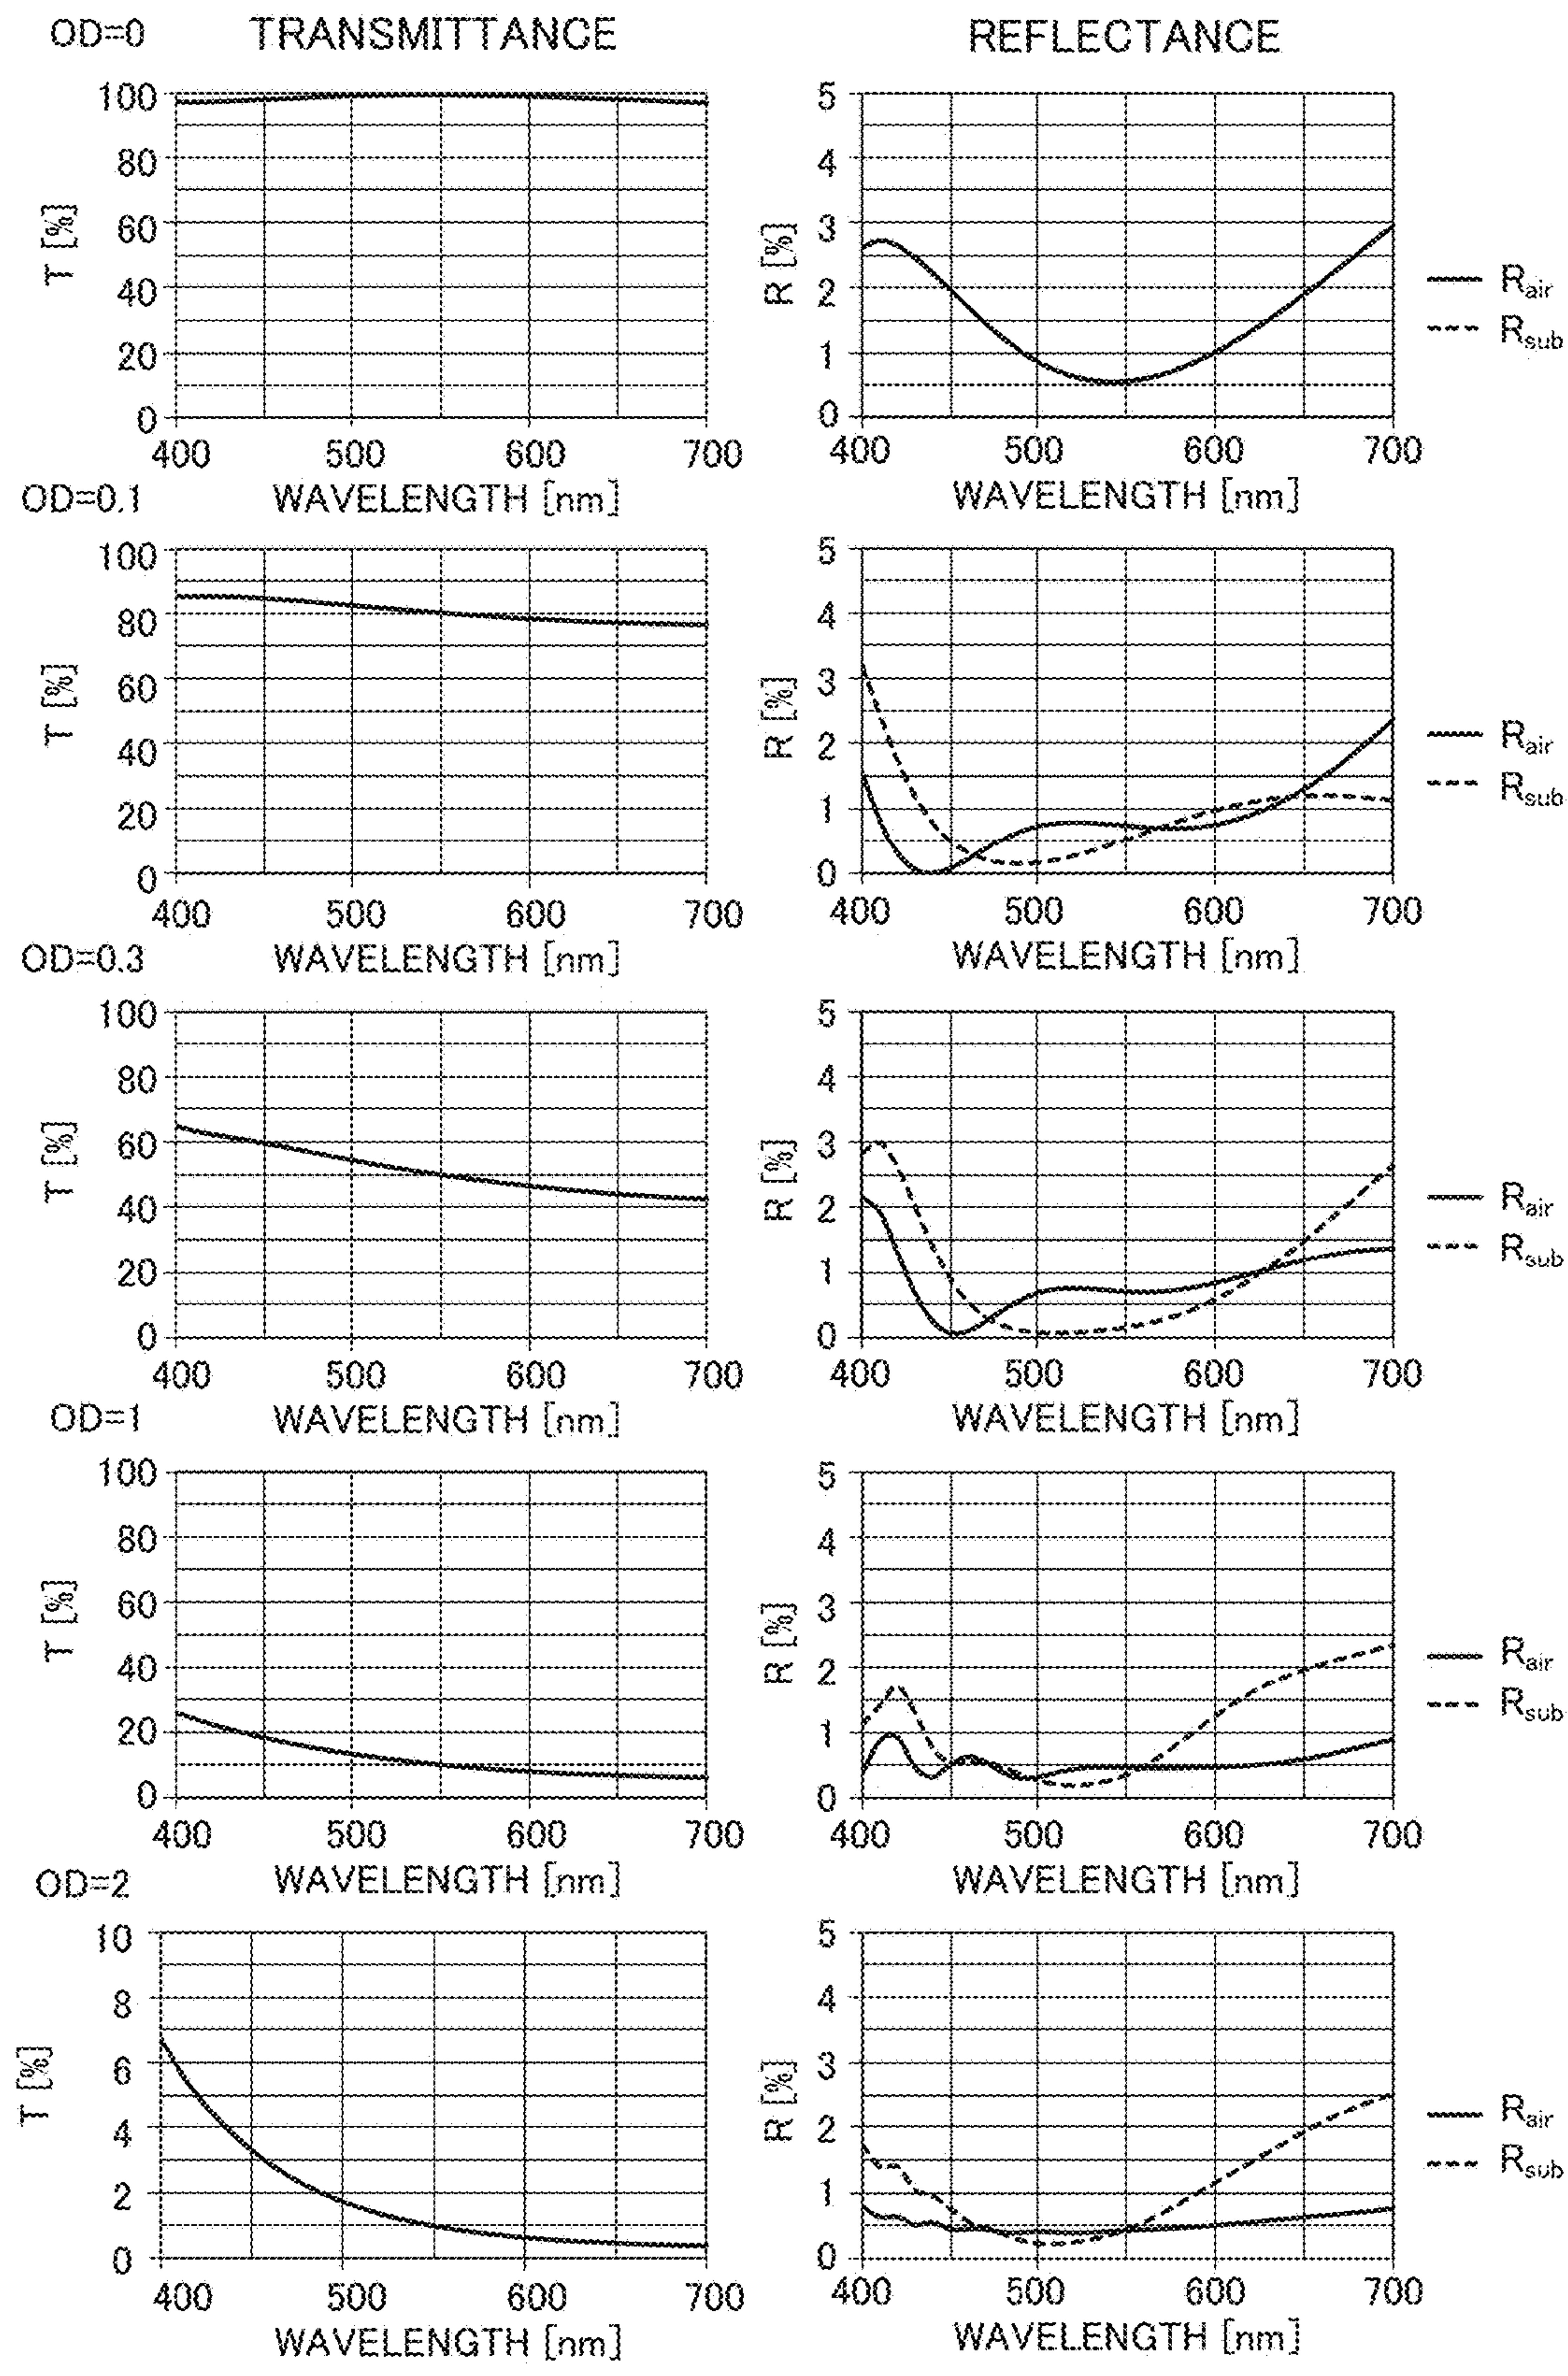 OD=0 TRANSMITTANCE REFLECTANCE
100
80
60
40
20
0
T [%]
400 500 600 700
WAVELENGTH [nm]
5
4
3
2
1
0
R [%]
400 500 600 700
WAVELENGTH [nm]
Rair
Rsub
OD=0.1
100
80
60
40
20
0
T [%]
400 500 600 700
WAVELENGTH [nm]
5
4
3
2
1
0
R [%]
400 500 600 700
WAVELENGTH [nm]
Rair
Rsub
OD=0.3
100
80
60
40
20
0
T [%]
400 500 600 700
WAVELENGTH [nm]
5
4
3
2
1
0
R [%]
400 500 600 700
WAVELENGTH [nm]
Rair
Rsub
OD=1
100
80
60
40
20
0
T [%]
400 500 600 700
WAVELENGTH [nm]
5
4
3
2
1
0
R [%]
400 500 600 700
WAVELENGTH [nm]
Rair
Rsub
OD=2
10
8
6
4
2
0
T [%]
400 500 600 700
WAVELENGTH [nm]
5
4
3
2
1
0
R [%]
400 500 600 700
WAVELENGTH [nm]
Rair
Rsub